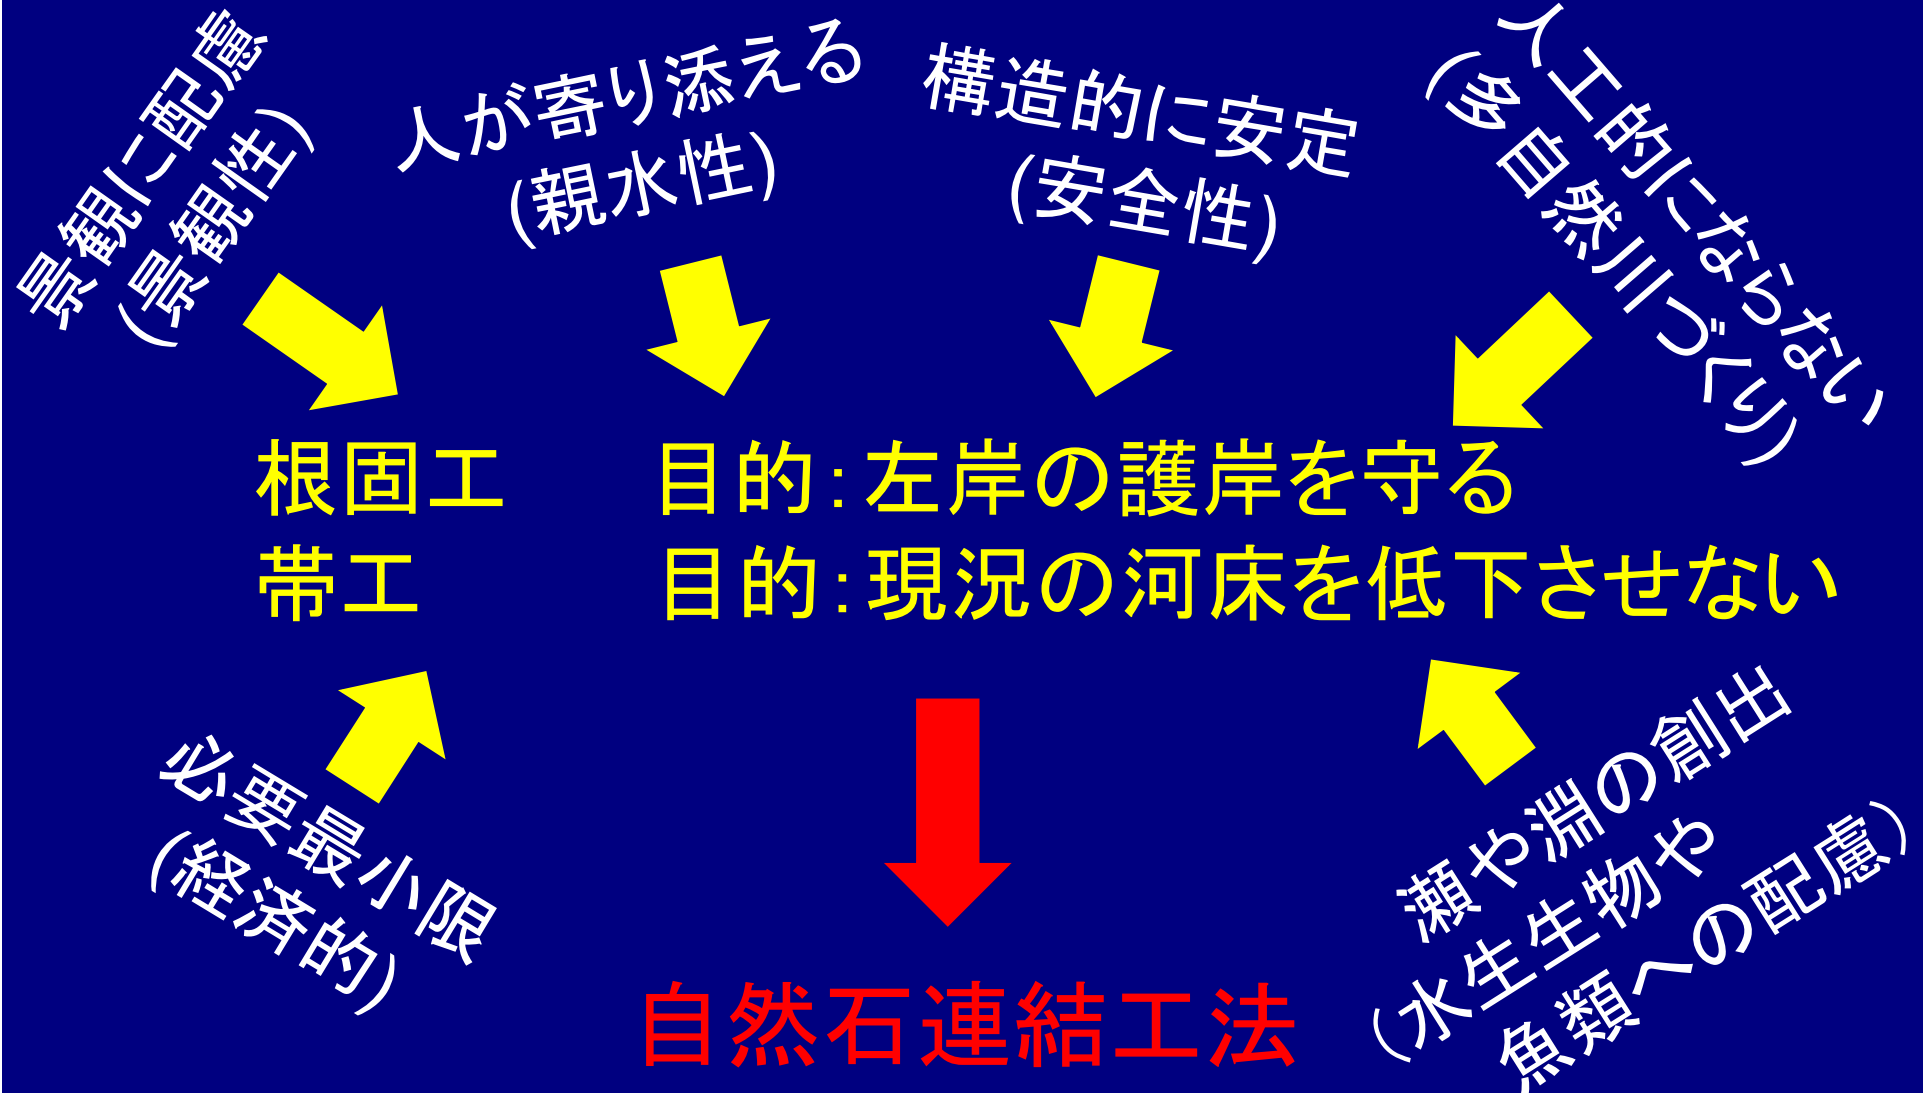 景観に配慮
(景観性)
人が寄り添える
(親水性)
構造的に安定
(安全性)
人工的にならない
(多自然川づくり)
根固工 目的:左岸の護岸を守る
帯工 目的:現況の河床を低下させない
必要最小限
(経済的)
瀬や淵の創出
(水生生物や
魚類への配慮)
自然石連結工法